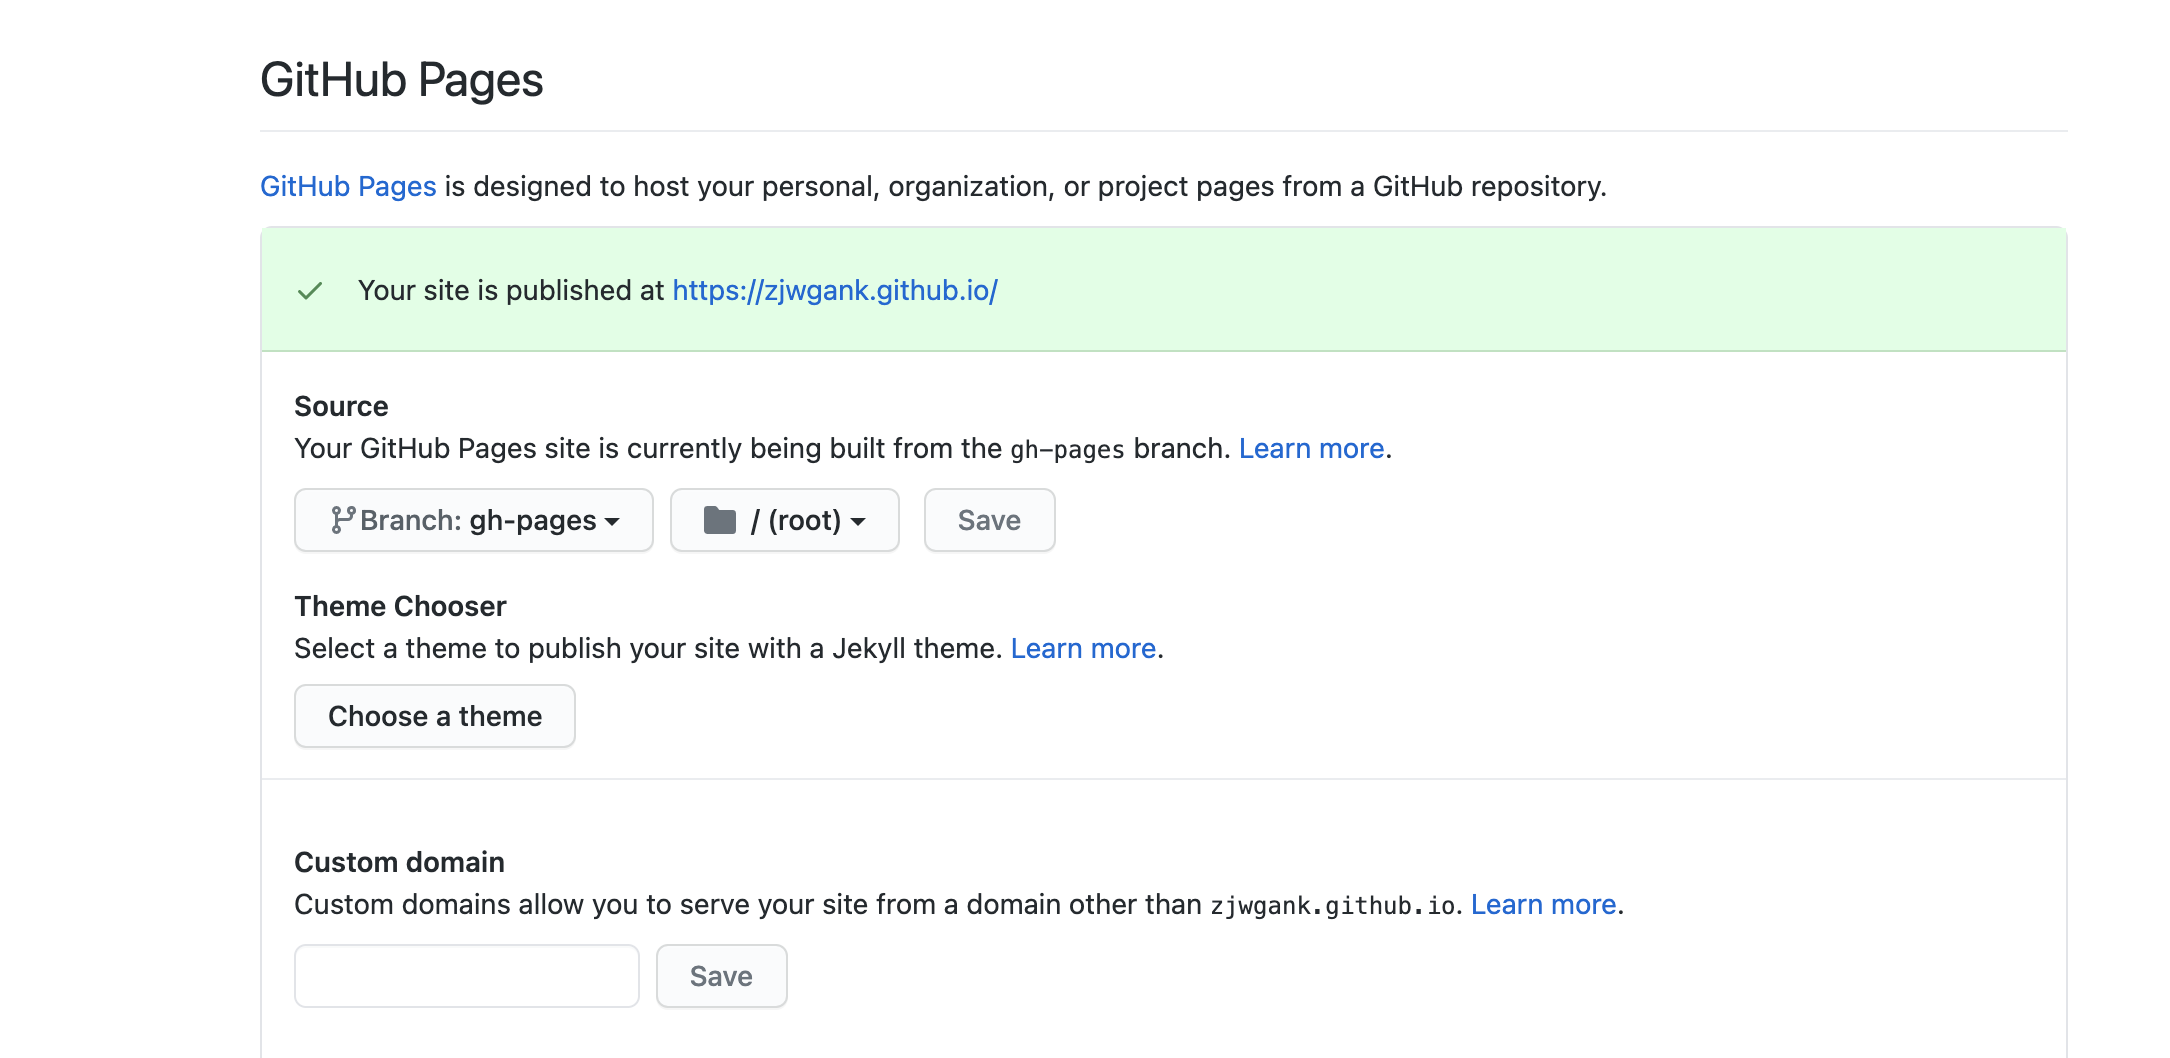 GitHub Pages
GitHub Pages is designed to host your personal, organization, or project pages from a GitHub repository.
Your site is published at https://zjwgank.github.io/
Source
Your GitHub Pages site is currently being built from the gh-pages branch. Learn more.
Branch: gh-pages / (root) Save
Theme Chooser
Select a theme to publish your site with a Jekyll theme. Learn more.
Choose a theme
Custom domain
Custom domains allow you to serve your site from a domain other than zjwgank.github.io. Learn more.
Save